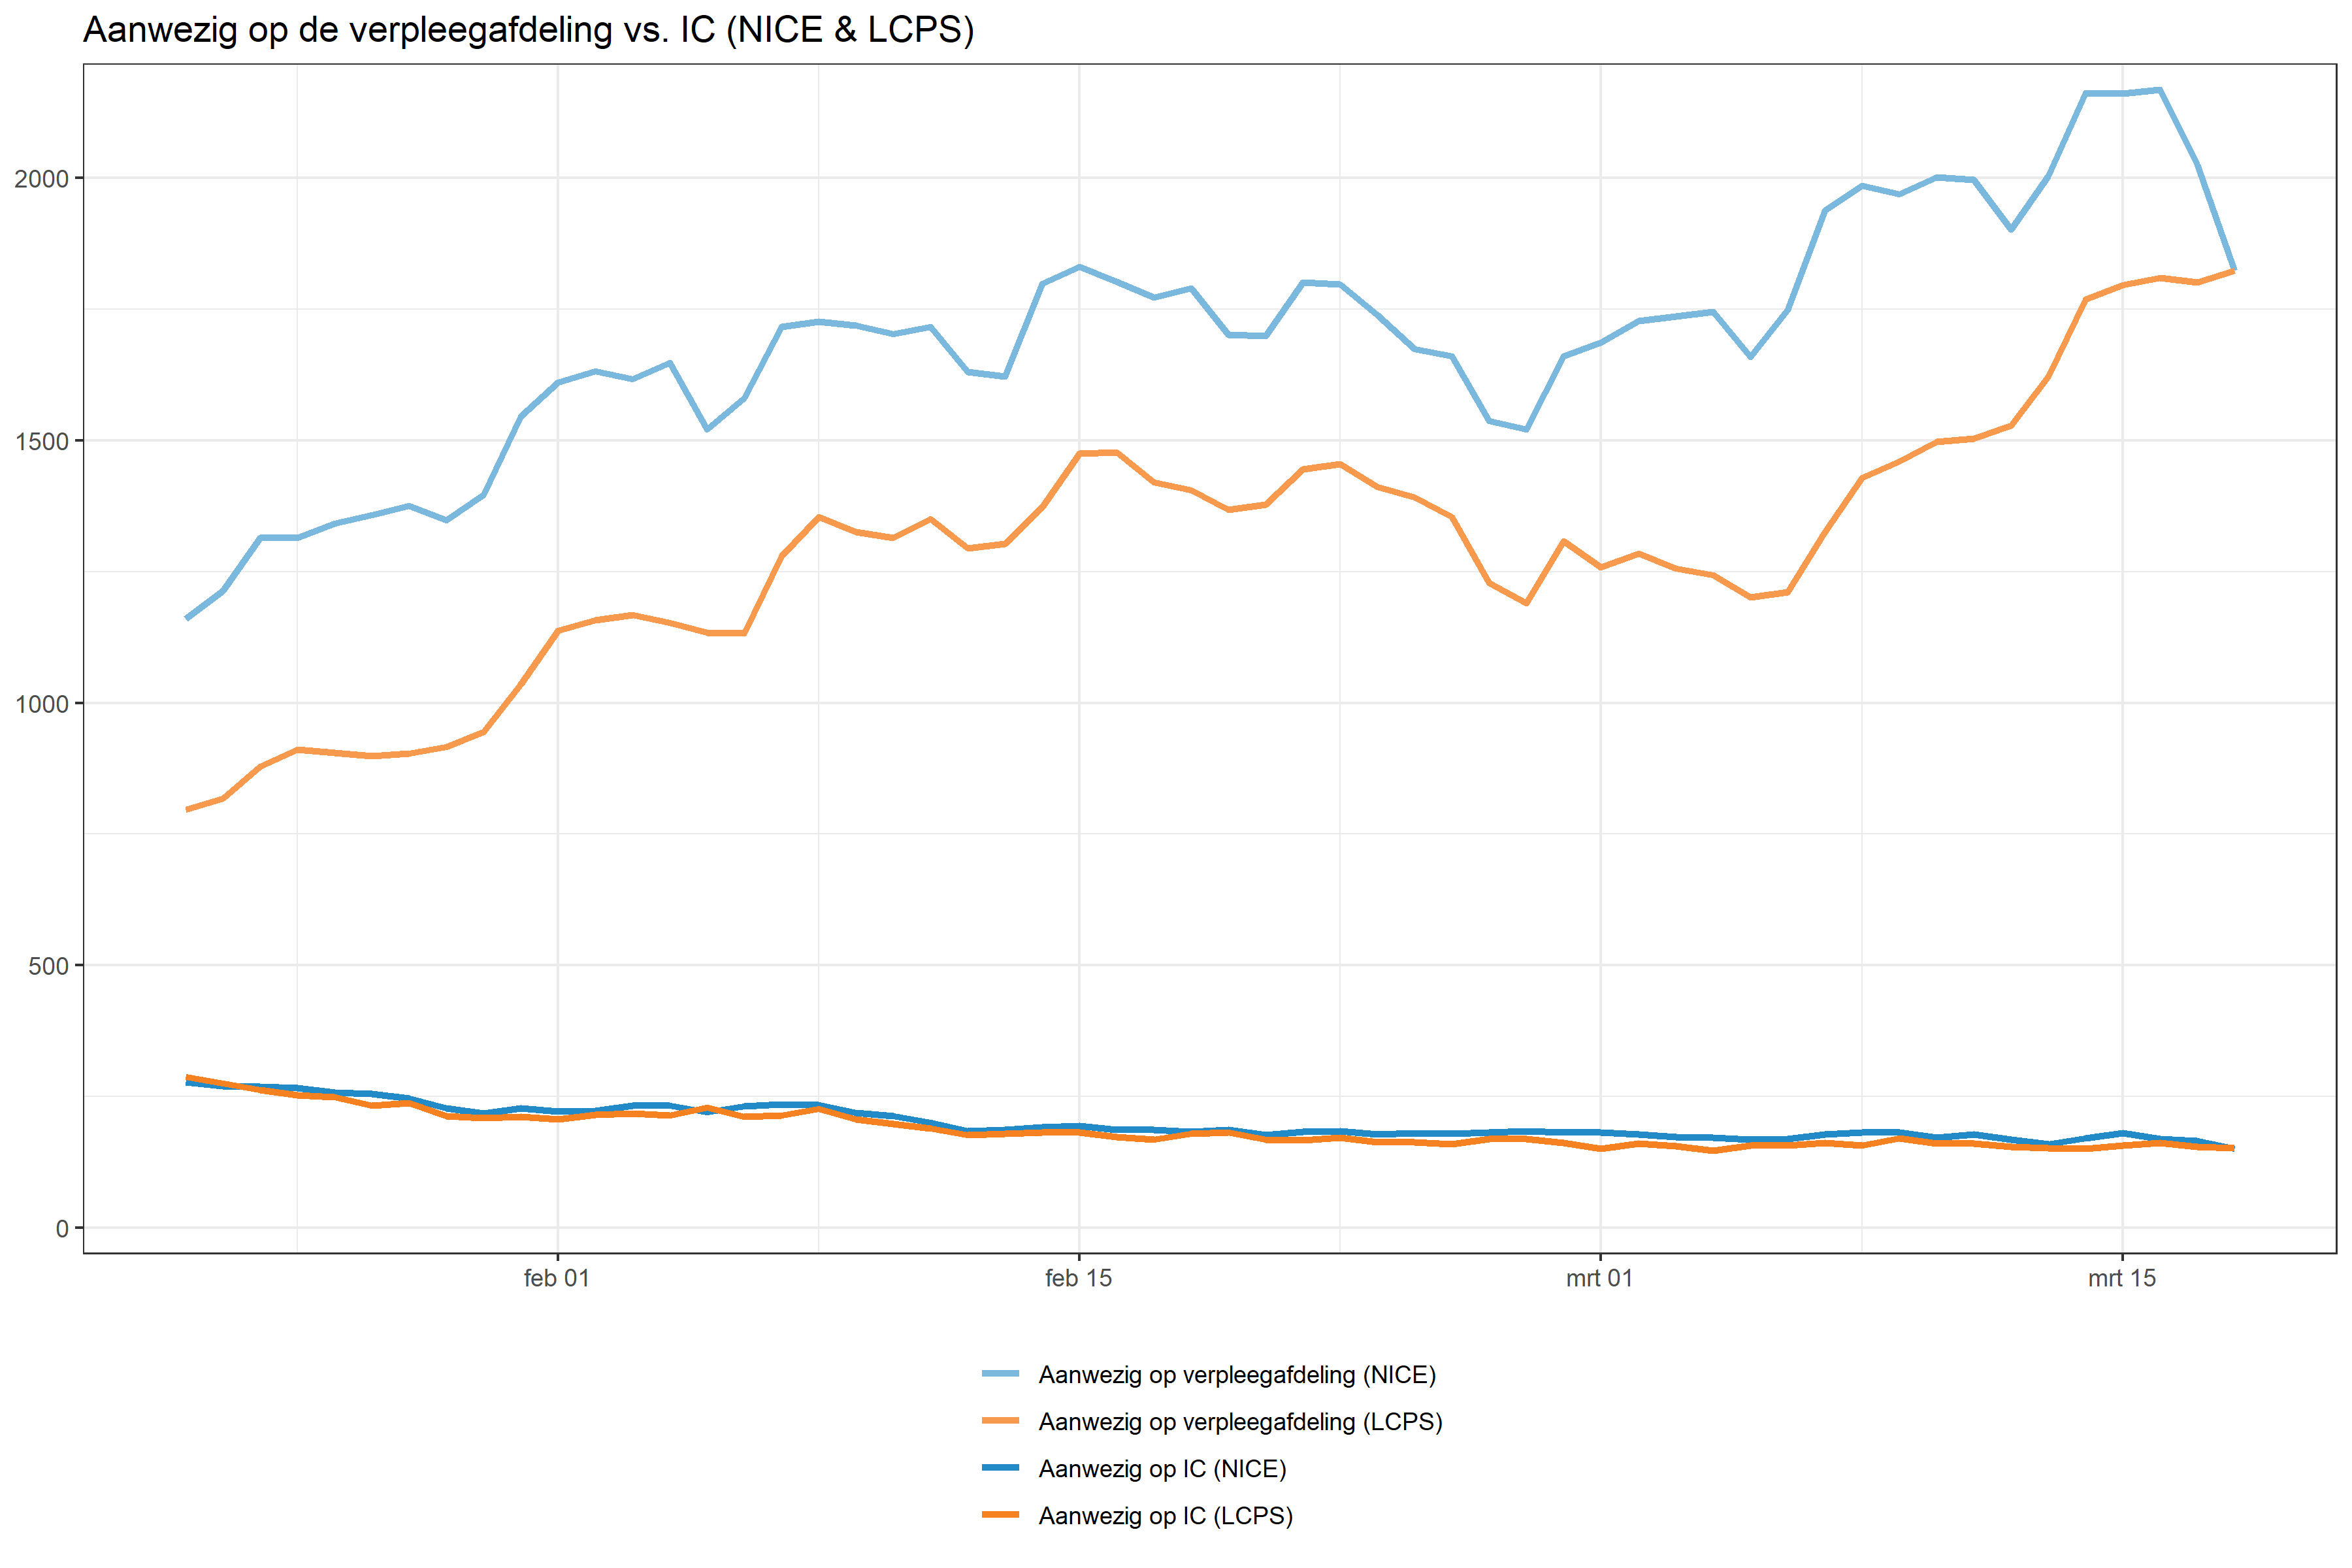 Aanwezig op de verpleegafdeling vs. IC (NICE & LCPS)
2000
1500
1000
500
0
feb 01 feb 15 mrt 01 mrt 15
Aanwezig op verpleegafdeling (NICE)
Aanwezig op verpleegafdeling (LCPS)
Aanwezig op IC (NICE)
Aanwezig op IC (LCPS)